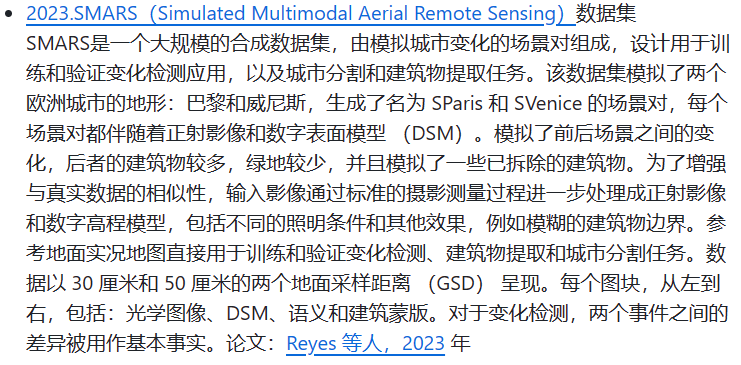 • 2023.SMARS（Simulated Multimodal Aerial Remote Sensing）数据集
SMARS是一个大规模的合成数据集，由模拟城市变化的场景对组成，设计用于训
练和验证变化检测应用，以及城市分割和建筑物提取任务。该数据集模拟了两个
欧洲城市的地形：巴黎和威尼斯，生成了名为 SParis 和 SVenice 的场景对，每个
场景对都伴随着正射影像和数字表面模型 （DSM）。模拟了前后场景之间的变
化，后者的建筑物较多，绿地较少，并且模拟了一些已拆除的建筑物。为了增强
与真实数据的相似性，输入影像通过标准的摄影测量过程进一步处理成正射影像
和数字高程模型，包括不同的照明条件和其他效果，例如模糊的建筑物边界。参
考地面实况地图直接用于训练和验证变化检测、建筑物提取和城市分割任务。数
据以 30 厘米和 50 厘米的两个地面采样距离 （GSD） 呈现。每个图块，从左到
右，包括：光学图像、DSM、语义和建筑蒙版。对于变化检测，两个事件之间的
差异被用作基本事实。论文：Reyes 等人，2023 年